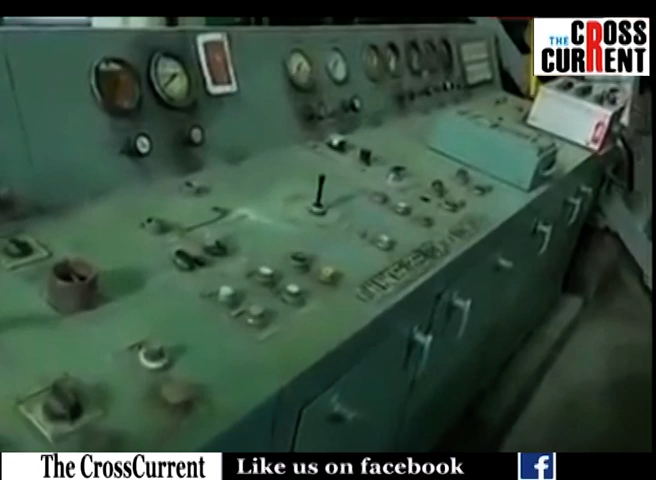 THE CROSS
CURRENT
The CrossCurrent
Like us on facebook
f